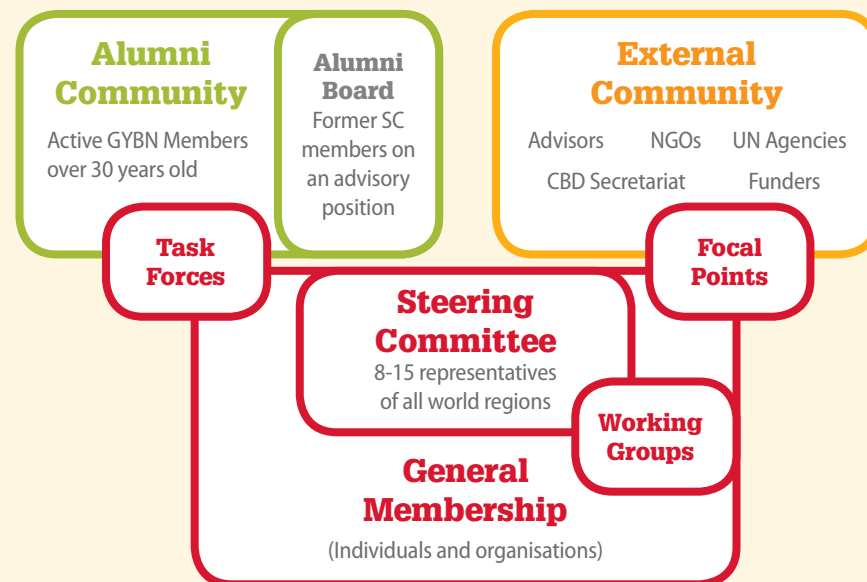 Alumni
Community
Active GYBN Members
over 30 years old
Alumni
Board
Former SC
members on
an advisory
position
External
Community
Advisors NGOs UN Agencies
CBD Secretariat Funders
Task
Forces
Focal
Points
Steering
Committee
8-15 representatives
of all world regions
Working
Groups
General
Membership
(Individuals and organisations)